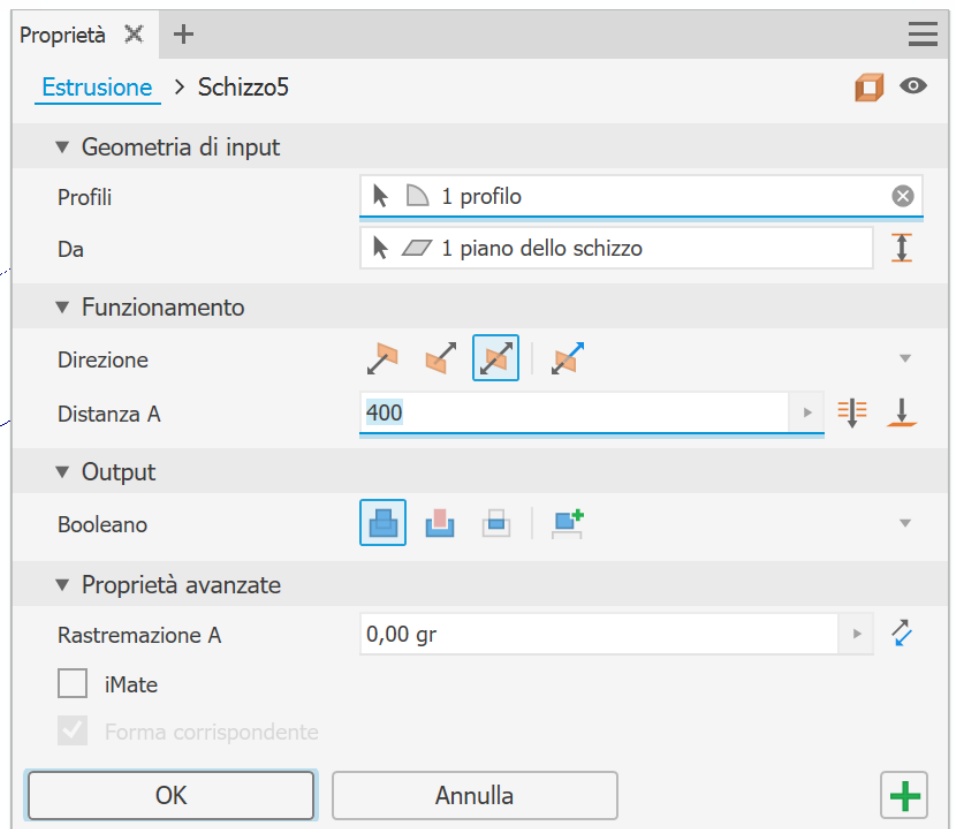 Proprietà
Estrusione > Schizzo5
Geometria di input
Profili 1 profilo
Da 1 piano dello schizzo
Funzionamento
Direzione
Distanza A 400
Output
Booleano
Proprietà avanzate
Rastremazione A 0,00 gr
iMate
Forma corrispondente
OK Annulla